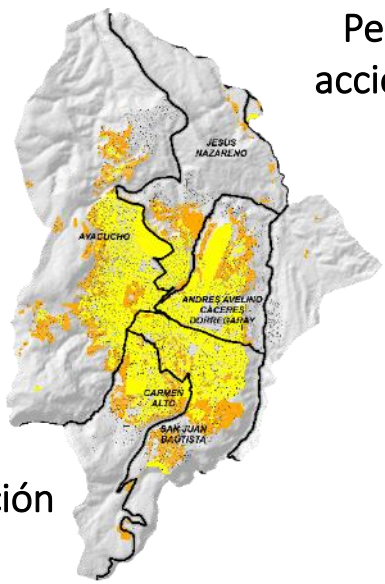 Pe
accio
JESUS
NAZARENO
AYACUCHO
ANDRES AVELINO
CACERES
DORREGARAY
CARMEN
ALTO
SAN JUAN
BAUTISTA
ción